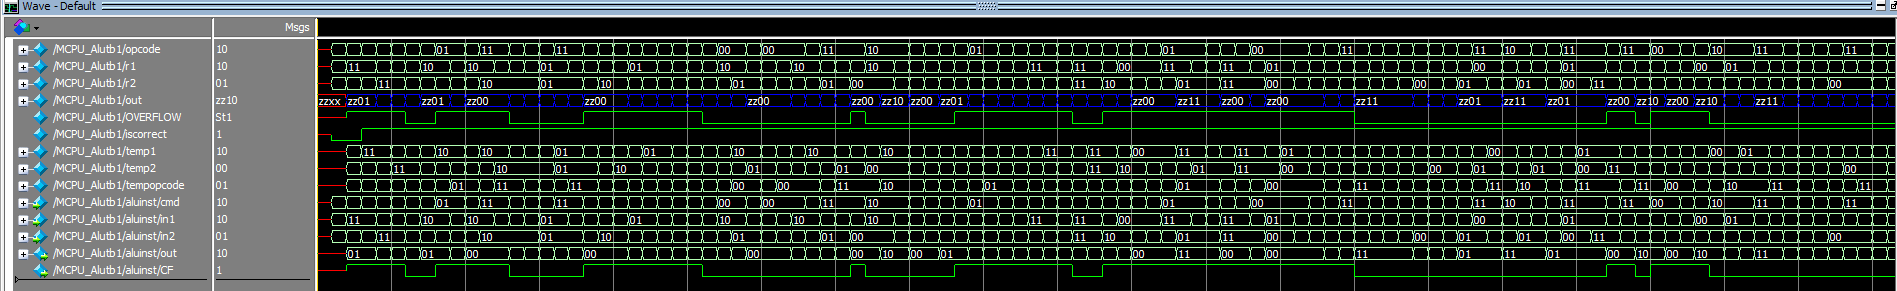 Wave - Default
Msgs
/MCPU_Alutb1/opcode 10 01 11 11 00 00 11 10 01 01 00 11 11 10 11 11 00 10 11 11
/MCPU_Alutb1/r1 10 11 10 10 01 01 10 10 10 11 11 00 11 11 01 00 01 00 01
/MCPU_Alutb1/r2 01 11 10 01 10 01 01 00 11 10 01 11 00 00 01 01 00 11 00
/MCPU_Alutb1/out zz10 zzxx zz01 zz01 zz00 zz00 zz00 zz00 zz10 zz00 zz01 zz00 zz11 zz00 zz00 zz11 zz01 zz11 zz01 zz00 zz10 zz00 zz10 zz11
/MCPU_Alutb1/OVERFLOW St1
/MCPU_Alutb1/iscorrect 1
/MCPU_Alutb1/temp1 10 11 10 10 01 01 10 10 10 11 11 00 11 11 01 00 01 00 01
/MCPU_Alutb1/temp2 00 11 10 01 10 01 01 00 11 10 01 11 00 00 01 01 00 11 00
/MCPU_Alutb1/tempopcode 01 01 11 11 00 00 11 10 01 01 00 11 11 10 11 11 00 10 11 11
/MCPU_Alutb1/aluinst/cmd 10 01 11 11 00 00 11 10 01 01 00 11 11 10 11 11 00 10 11 11
/MCPU_Alutb1/aluinst/in1 10 11 10 10 01 01 10 10 10 11 11 00 11 11 01 00 01 00 01
/MCPU_Alutb1/aluinst/in2 01 11 10 01 10 01 01 00 11 10 01 11 00 00 01 01 00 11 00
/MCPU_Alutb1/aluinst/out 10 01 01 00 00 00 00 10 00 01 00 11 00 00 11 01 11 01 00 10 00 10 11
/MCPU_Alutb1/aluinst/CF 1